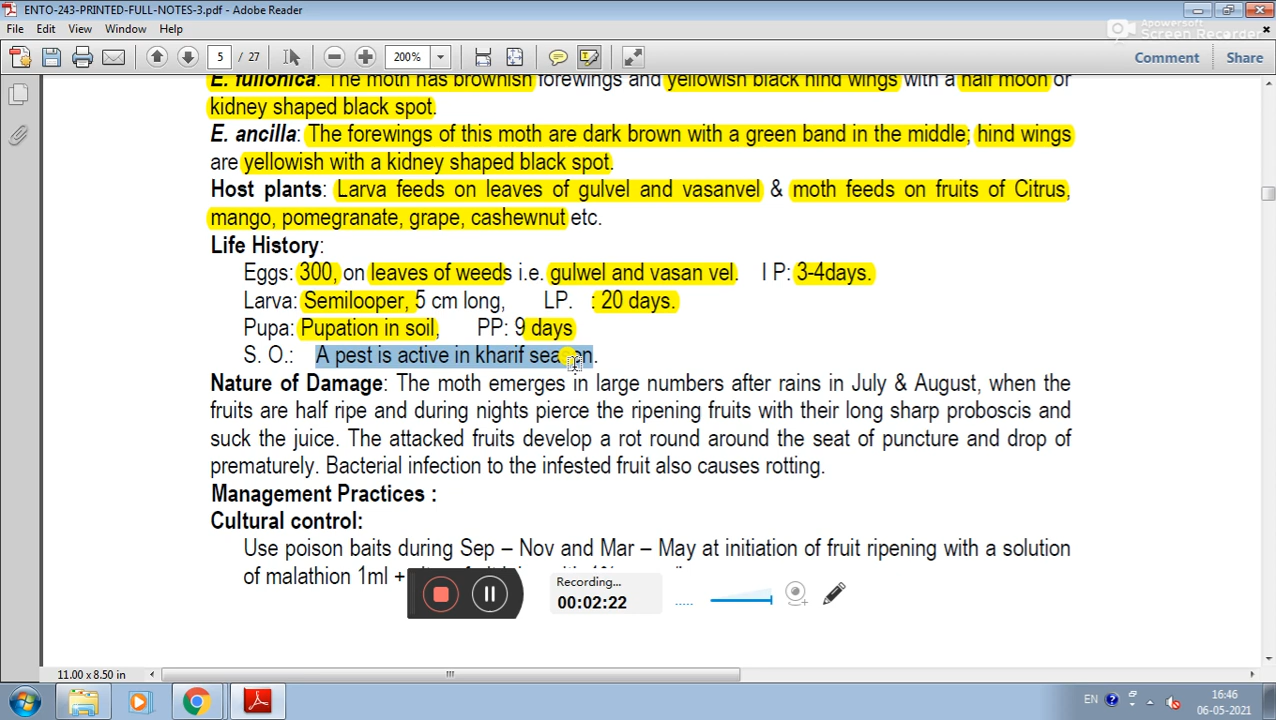 ENTO-243-PRINTED-FULL-NOTES-3.pdf - Adobe Reader
File Edit View Window Help
Apowersoft
Screen Recorder
5 / 27 200% Comment Share
E. fullonica: The moth has brownish forewings and yellowish black hind wings with a half moon or
kidney shaped black spot.
E. ancilla: The forewings of this moth are dark brown with a green band in the middle; hind wings
are yellowish with a kidney shaped black spot.
Host plants: Larva feeds on leaves of gulvel and vasanvel & moth feeds on fruits of Citrus,
mango, pomegranate, grape, cashewnut etc.
Life History:
Eggs: 300, on leaves of weeds i.e. gulwel and vasan vel. I P: 3-4days.
Larva: Semilooper, 5 cm long, LP. : 20 days.
Pupa: Pupation in soil, PP: 9 days
S. O.: A pest is active in kharif season.
Nature of Damage: The moth emerges in large numbers after rains in July & August, when the
fruits are half ripe and during nights pierce the ripening fruits with their long sharp proboscis and
suck the juice. The attacked fruits develop a rot round around the seat of puncture and drop of
prematurely. Bacterial infection to the infested fruit also causes rotting.
Management Practices :
Cultural control:
Use poison baits during Sep – Nov and Mar – May at initiation of fruit ripening with a solution
of malathion 1ml +
Recording...
00:02:22
11.00 x 8.50 in
EN 16:46
06-05-2021